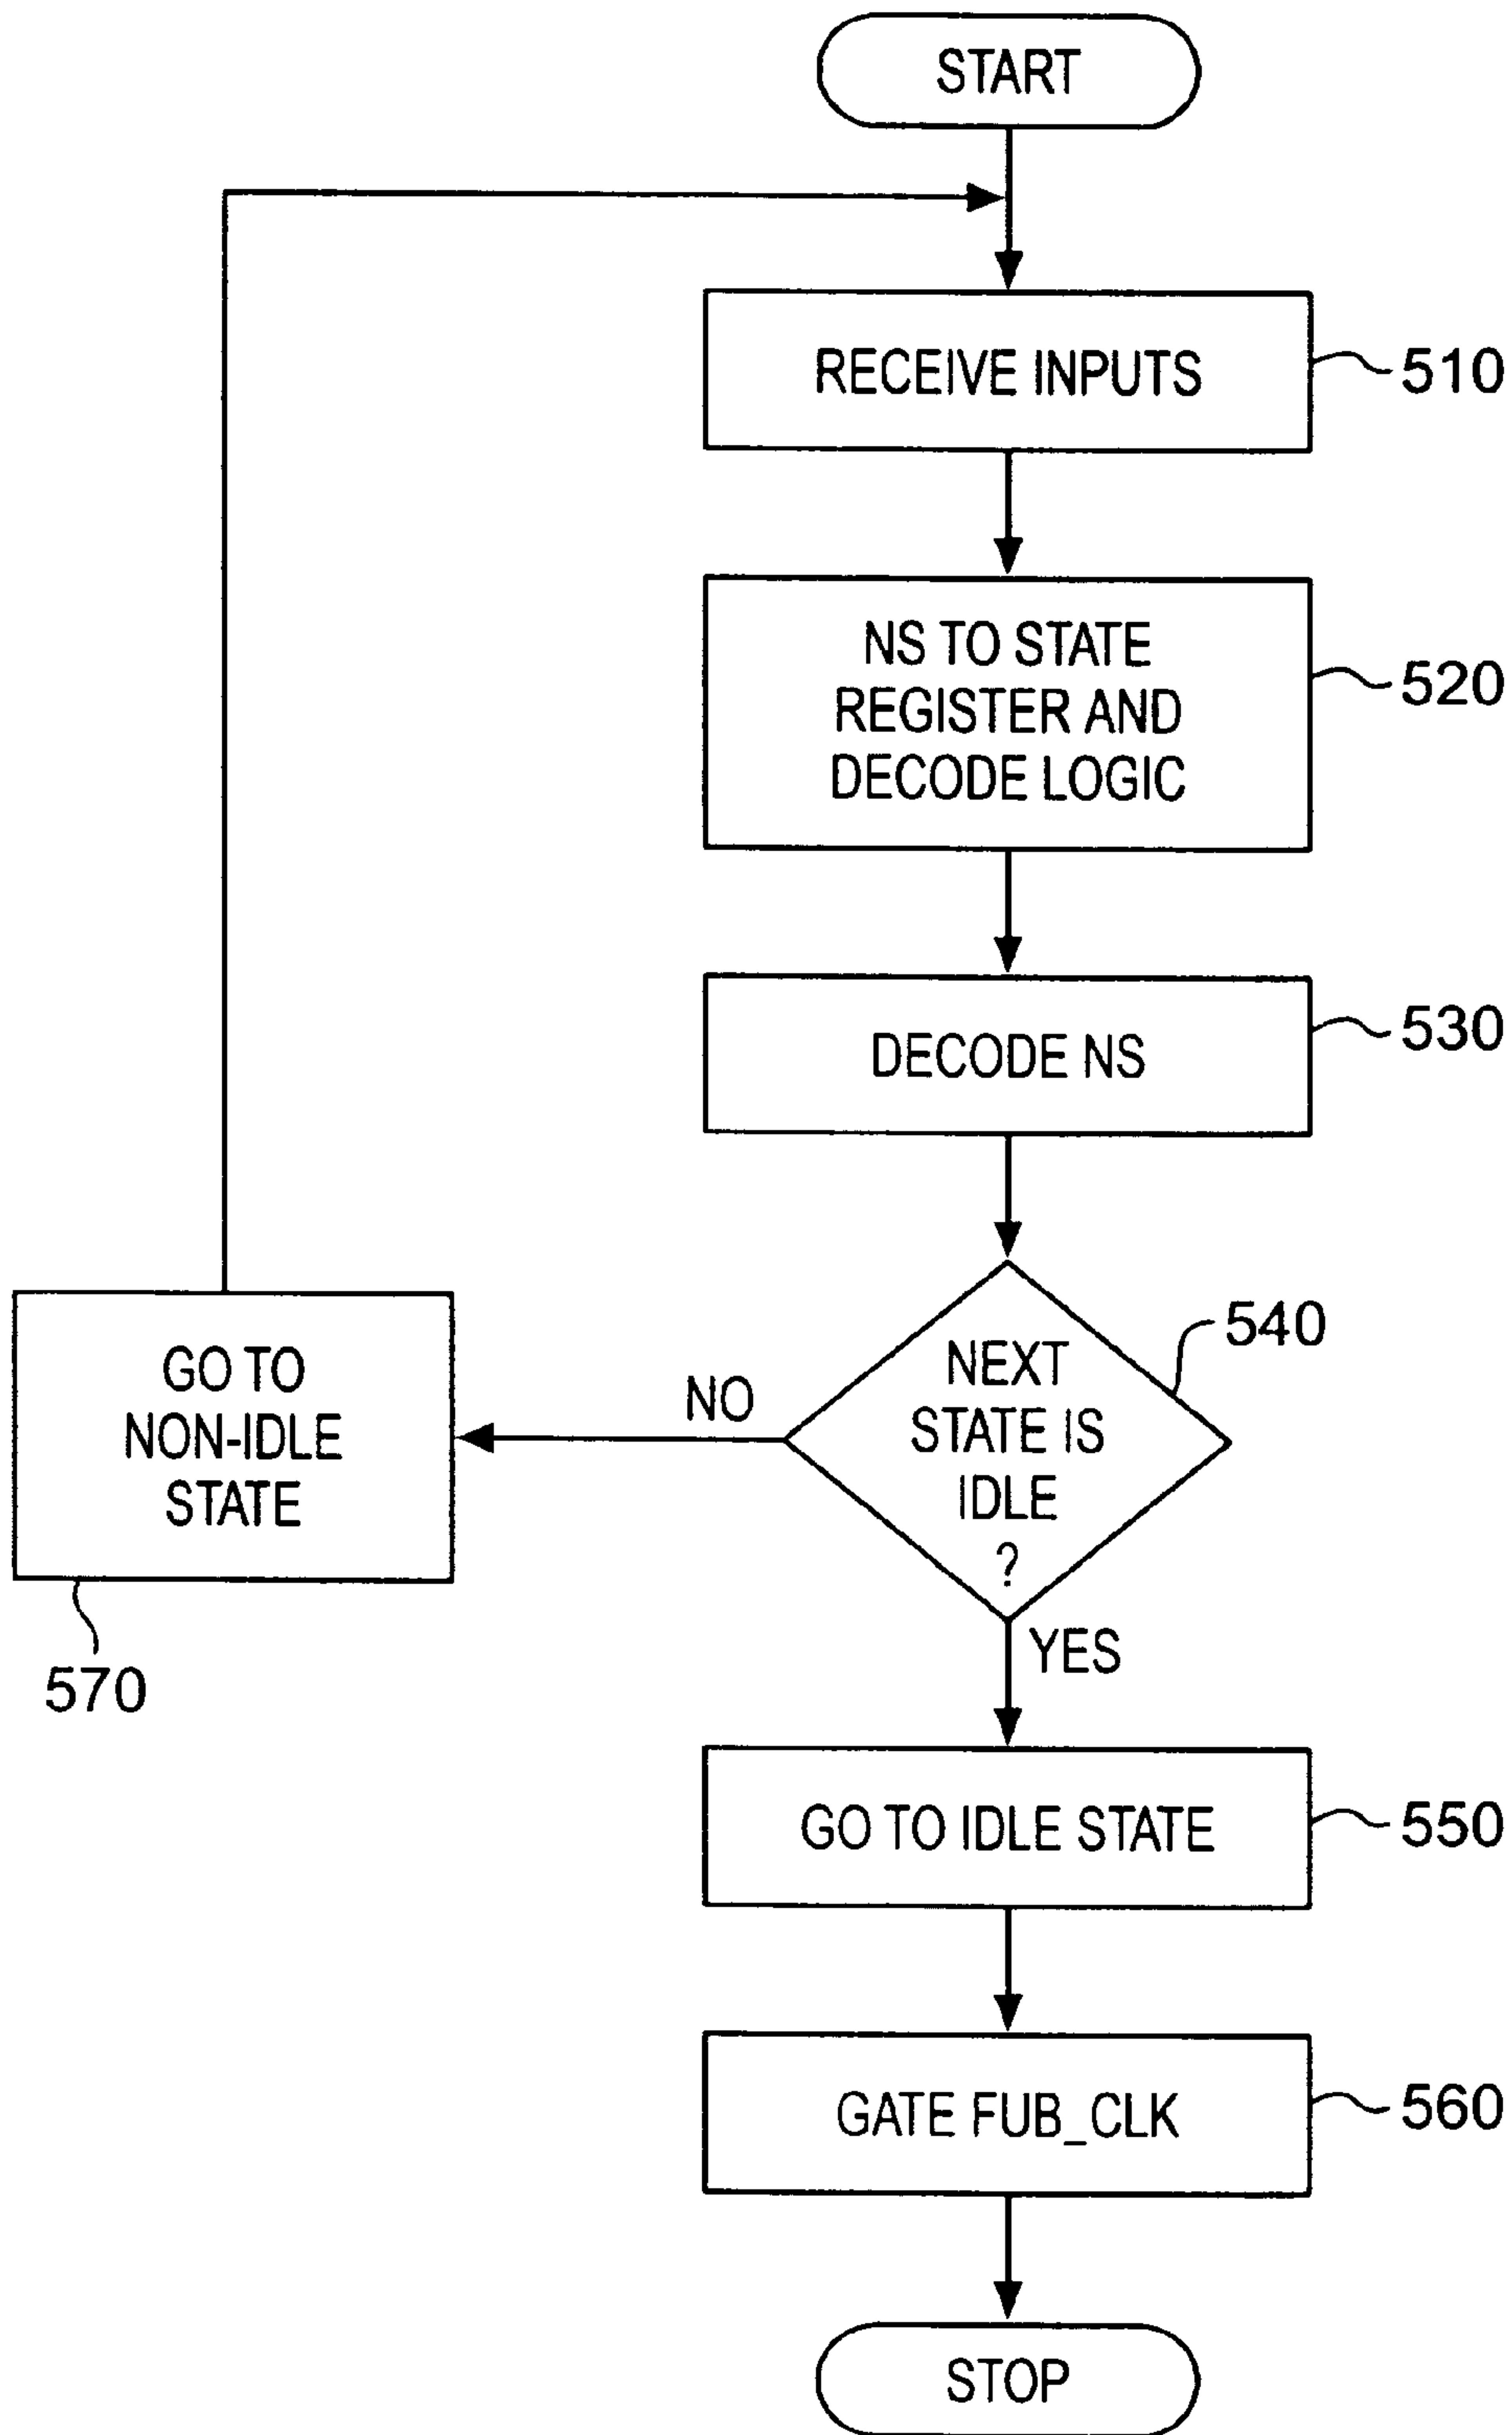 START
RECEIVE INPUTS
510
NS TO STATE
REGISTER AND
DECODE LOGIC
520
DECODE NS
530
NEXT
STATE IS
IDLE
?
540
NO
GO TO
NON-IDLE
STATE
570
YES
GO TO IDLE STATE
550
GATE FUB_CLK
560
STOP